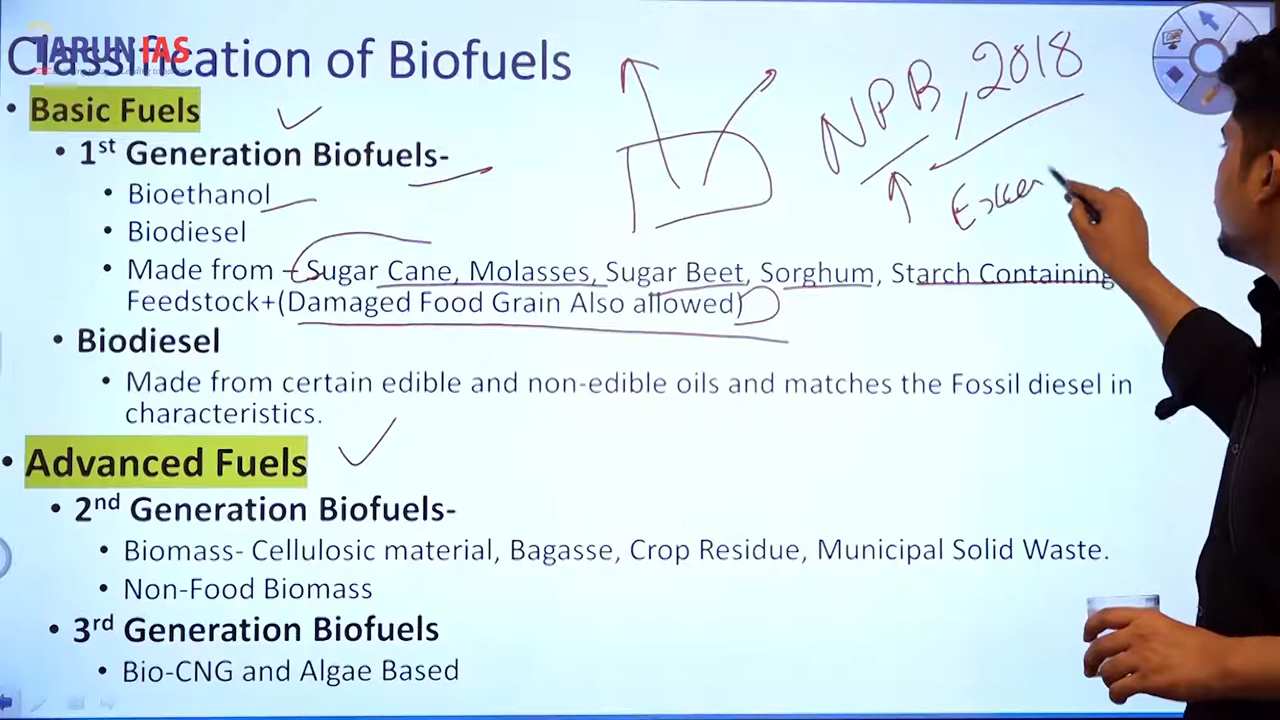 TARUN IAS
Classification of Biofuels
• Basic Fuels
• 1st Generation Biofuels-
• Bioethanol
• Biodiesel
• Made from – Sugar Cane, Molasses, Sugar Beet, Sorghum, Starch Containing
Feedstock+(Damaged Food Grain Also allowed)
• Biodiesel
• Made from certain edible and non-edible oils and matches the Fossil diesel in
characteristics.
• Advanced Fuels
• 2nd Generation Biofuels-
• Biomass- Cellulosic material, Bagasse, Crop Residue, Municipal Solid Waste.
• Non-Food Biomass
• 3rd Generation Biofuels
• Bio-CNG and Algae Based
NPB, 2018